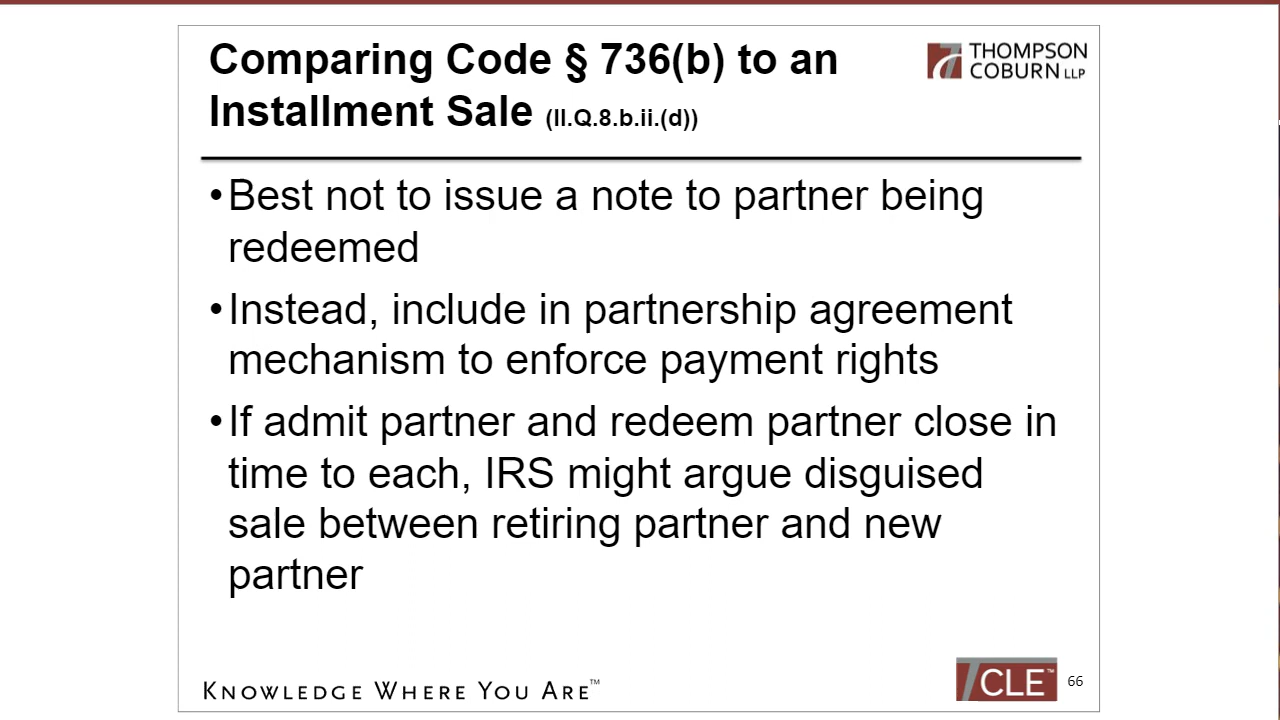 Comparing Code § 736(b) to an
Installment Sale (II.Q.8.b.ii.(d))
THOMPSON
COBURN LLP
•Best not to issue a note to partner being
redeemed
•Instead, include in partnership agreement
mechanism to enforce payment rights
•If admit partner and redeem partner close in
time to each, IRS might argue disguised
sale between retiring partner and new
partner
KNOWLEDGE WHERE YOU ARE™
CLE™
66